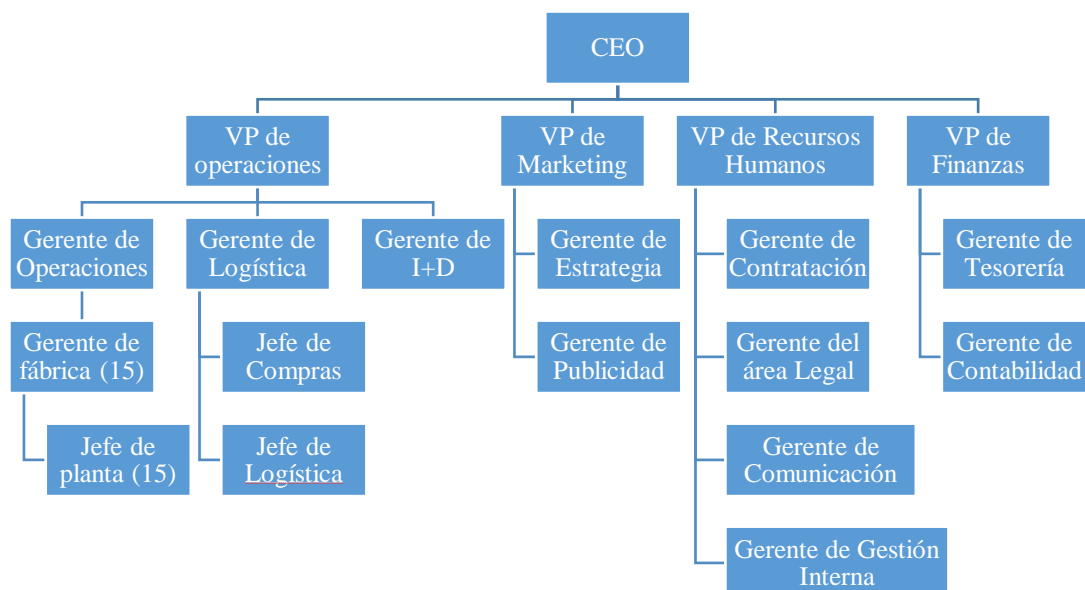 CEO
VP de
operaciones
VP de
Marketing
VP de Recursos
Humanos
VP de
Finanzas
Gerente de
Operaciones
Gerente de
Logística
Gerente de
I+D
Gerente de
Estrategia
Gerente de
Contratación
Gerente de
Tesorería
Gerente de
fábrica (15)
Jefe de
Compras
Gerente de
Publicidad
Gerente del
área Legal
Gerente de
Contabilidad
Jefe de
planta (15)
Jefe de
Logística
Gerente de
Comunicación
Gerente de Gestión
Interna